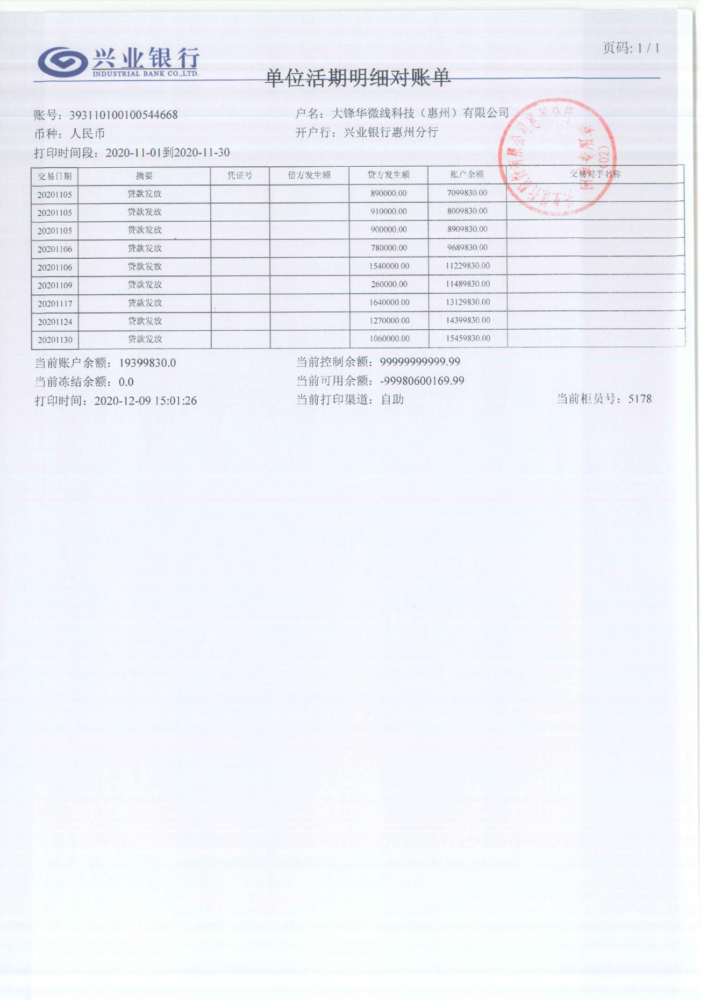 页码: 1 / 1
兴业银行
INDUSTRIAL BANK CO.,LTD.
单位活期明细对账单
账号：393110100100544668 户名：大锋华微线科技（惠州）有限公司
币种：人民币 开户行：兴业银行惠州分行
打印时间段：2020-11-01到2020-11-30
交易日期 摘要 凭证号 借方发生额 贷方发生额 账户余额 交易对手名称
20201105 贷款发放 890000.00 7099830.00
20201105 贷款发放 910000.00 8009830.00
20201105 贷款发放 900000.00 8909830.00
20201106 贷款发放 780000.00 9689830.00
20201106 贷款发放 1540000.00 11229830.00
20201109 贷款发放 260000.00 11489830.00
20201117 贷款发放 1640000.00 13129830.00
20201124 贷款发放 1270000.00 14399830.00
20201130 贷款发放 1060000.00 15459830.00
当前账户余额：19399830.0 当前控制余额：99999999999.99
当前冻结余额：0.0 当前可用余额：-99980600169.99
打印时间：2020-12-09 15:01:26 当前打印渠道：自助 当前柜员号：5178
兴业银行股份有限公司惠州分行